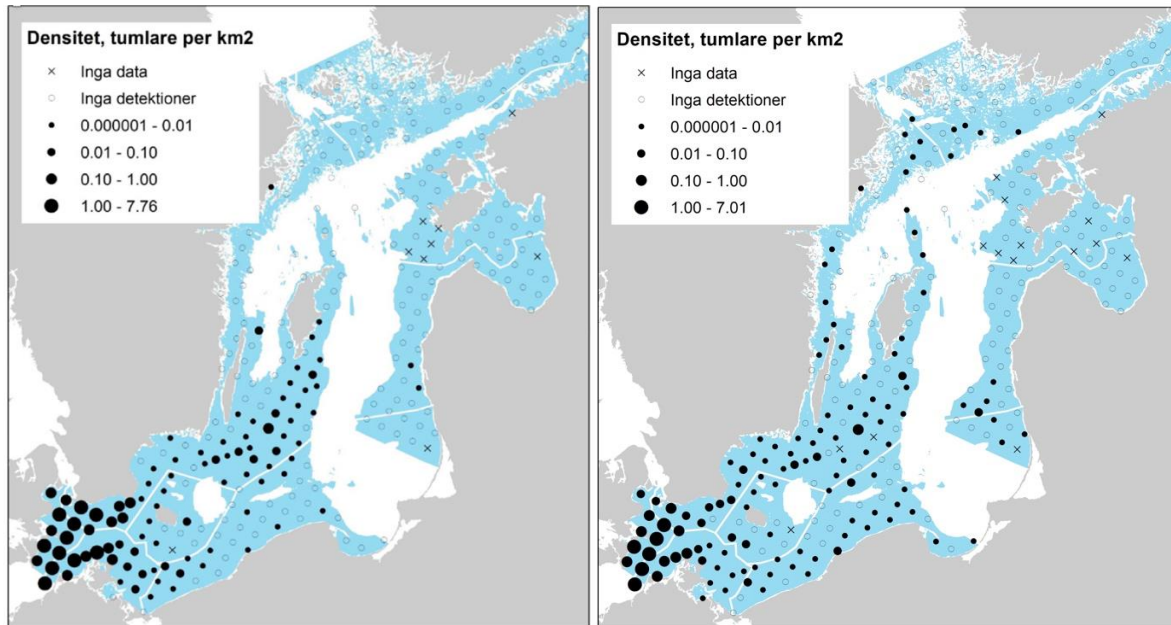 Densitet, tumlare per km2
Inga data
Inga detektioner
0.000001 - 0.01
0.01 - 0.10
0.10 - 1.00
1.00 - 7.76
Densitet, tumlare per km2
Inga data
Inga detektioner
0.000001 - 0.01
0.01 - 0.10
0.10 - 1.00
1.00 - 7.01